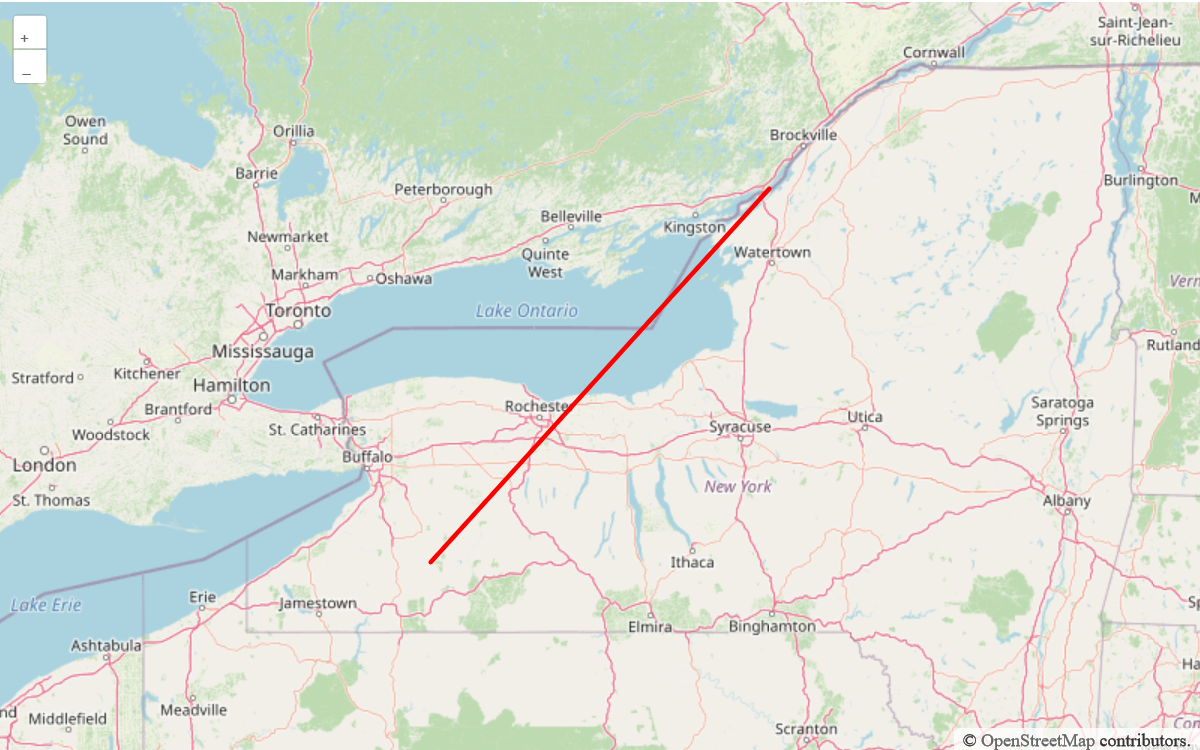 +
–
Saint-Jean-
sur-Richelieu
Cornwall
Owen
Sound
Orillia
Brockville
Barrie
Peterborough
Burlington
Belleville
Kingston
Newmarket
Quinte
West
Watertown
Markham
Oshawa
Toronto
Lake Ontario
Mississauga
Rutland
Stratford
Kitchener
Hamilton
Brantford
Rocheste
Saratoga
Springs
Utica
Woodstock
St. Catharines
Syracuse
London
Buffalo
New York
St. Thomas
Albany
Ithaca
Lake Erie
Erie
Jamestown
Elmira
Binghamton
Ashtabula
Meadville
Middlefield
Scranton
© OpenStreetMap contributors.